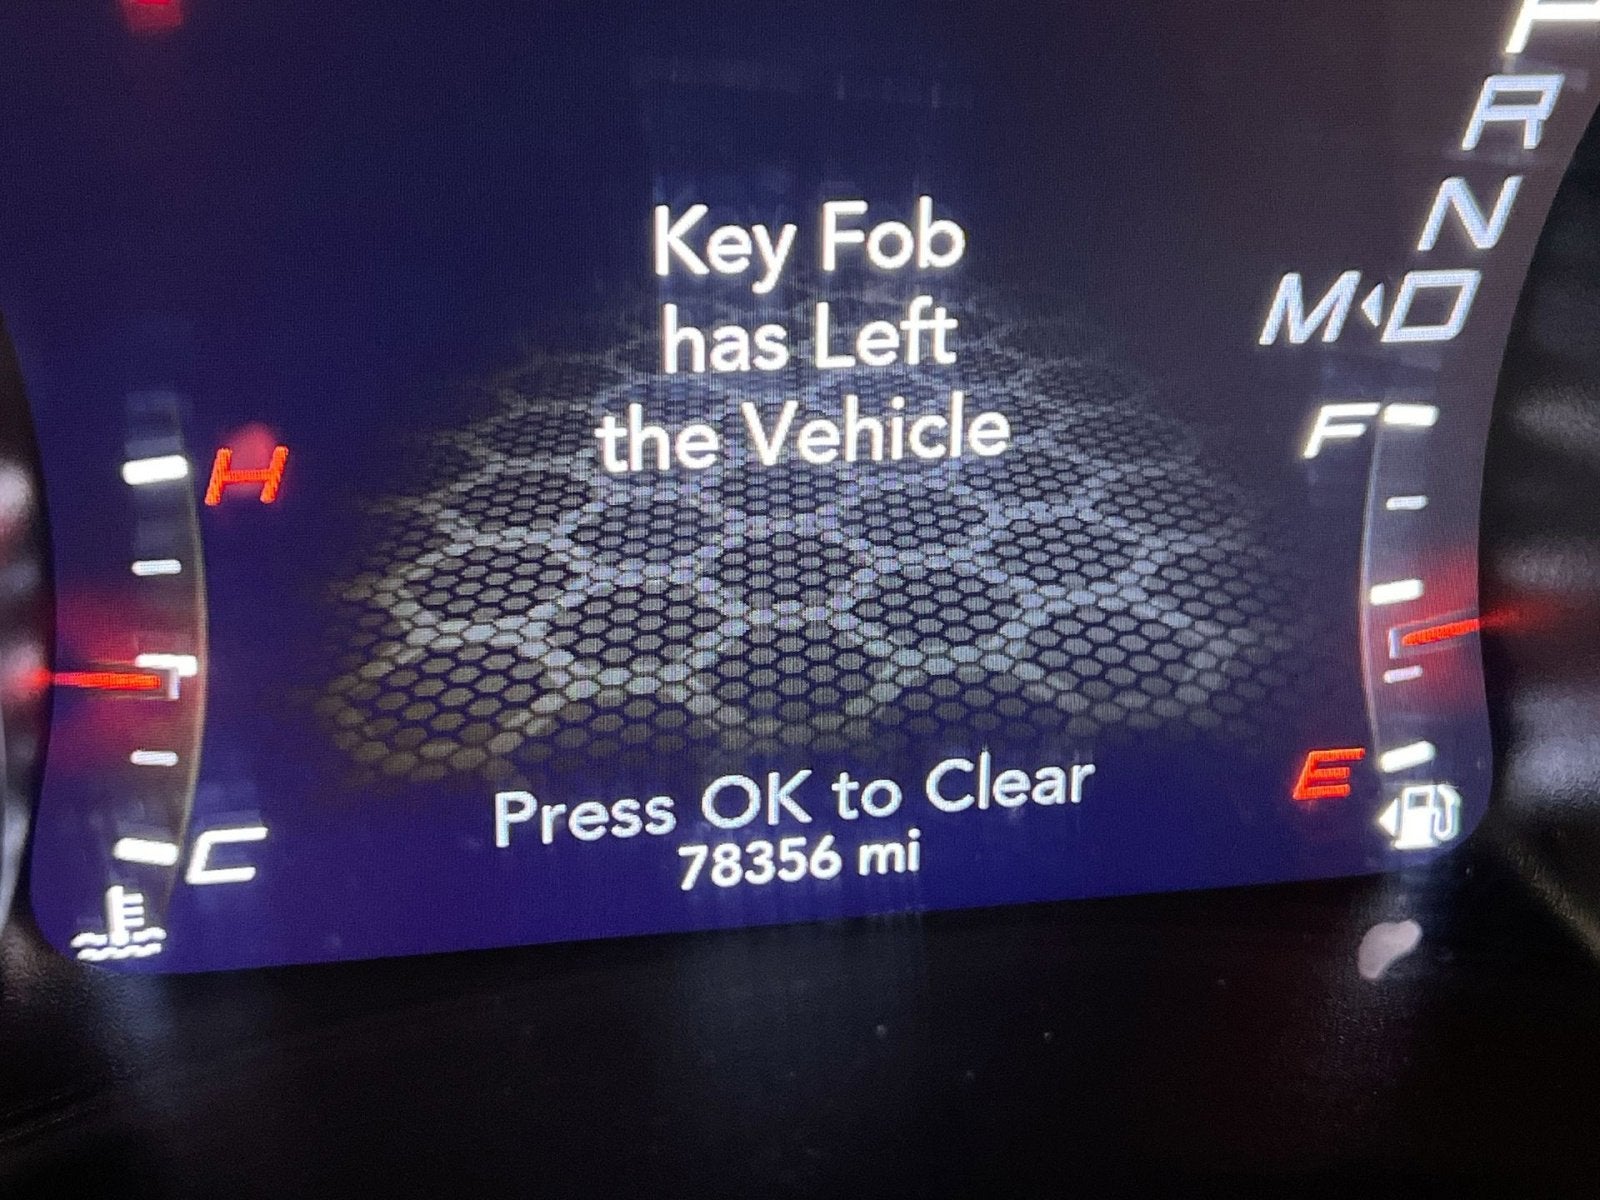 P
R
N
M D
Key Fob
has Left
the Vehicle
H
F
E
C
Press OK to Clear
78356 mi